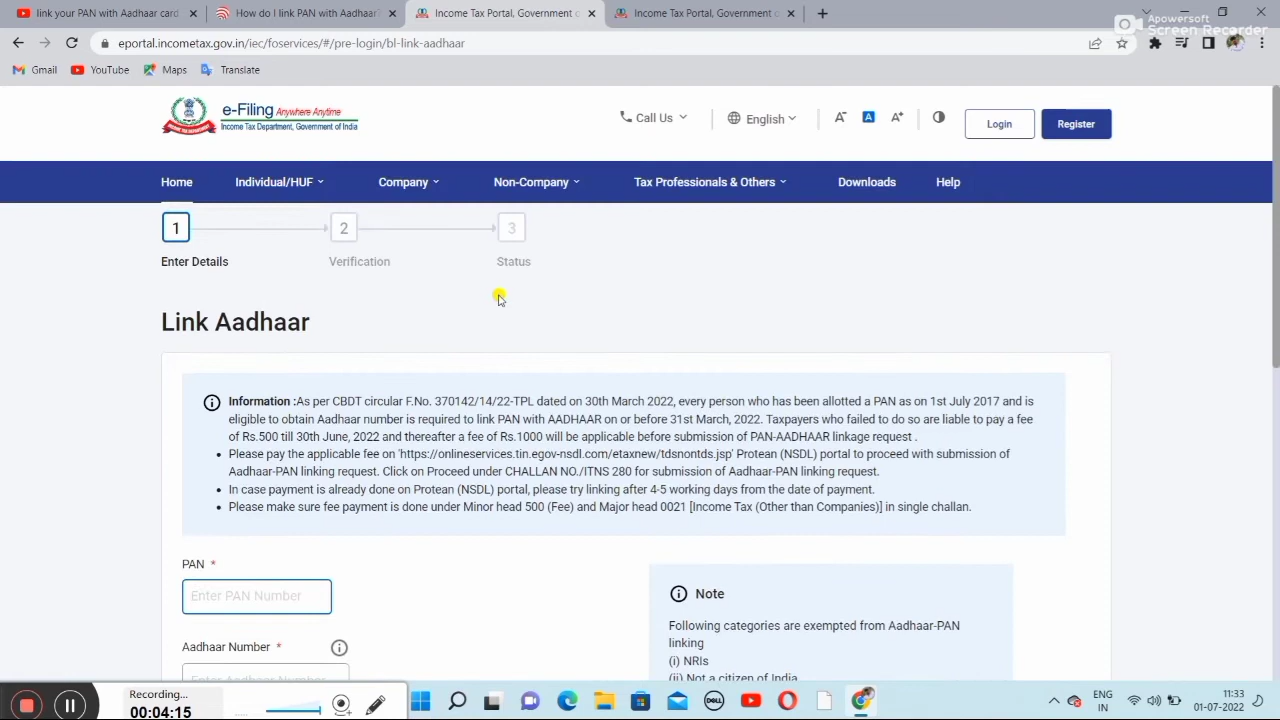 link your PAN with Aadhaar card
How do I link PAN with Aadhaar
Income Tax Portal, Government o
Income Tax Portal, Government o
Apowersoft
Screen Recorder
eportal.incometax.gov.in/iec/foservices/#/pre-login/bl-link-aadhaar
Gmail YouTube Maps Translate
e-Filing Anywhere Anytime
Income Tax Department, Government of India
Call Us English A- A A+ Login Register
Home Individual/HUF Company Non-Company Tax Professionals & Others Downloads Help
1 2 3
Enter Details Verification Status
Link Aadhaar
Information :As per CBDT circular F.No. 370142/14/22-TPL dated on 30th March 2022, every person who has been allotted a PAN as on 1st July 2017 and is
eligible to obtain Aadhaar number is required to link PAN with AADHAAR on or before 31st March, 2022. Taxpayers who failed to do so are liable to pay a fee
of Rs.500 till 30th June, 2022 and thereafter a fee of Rs.1000 will be applicable before submission of PAN-AADHAAR linkage request .
• Please pay the applicable fee on 'https://onlineservices.tin.egov-nsdl.com/etaxnew/tdsnontds.jsp' Protean (NSDL) portal to proceed with submission of
Aadhaar-PAN linking request. Click on Proceed under CHALLAN NO./ITNS 280 for submission of Aadhaar-PAN linking request.
• In case payment is already done on Protean (NSDL) portal, please try linking after 4-5 working days from the date of payment.
• Please make sure fee payment is done under Minor head 500 (Fee) and Major head 0021 [Income Tax (Other than Companies)] in single challan.
PAN *
Enter PAN Number
Aadhaar Number *
Enter Aadhaar Number
Note
Following categories are exempted from Aadhaar-PAN
linking
(i) NRIs
(ii) Not a citizen of India
Recording...
00:04:15
DELL
ENG
IN
11:33
01-07-2022